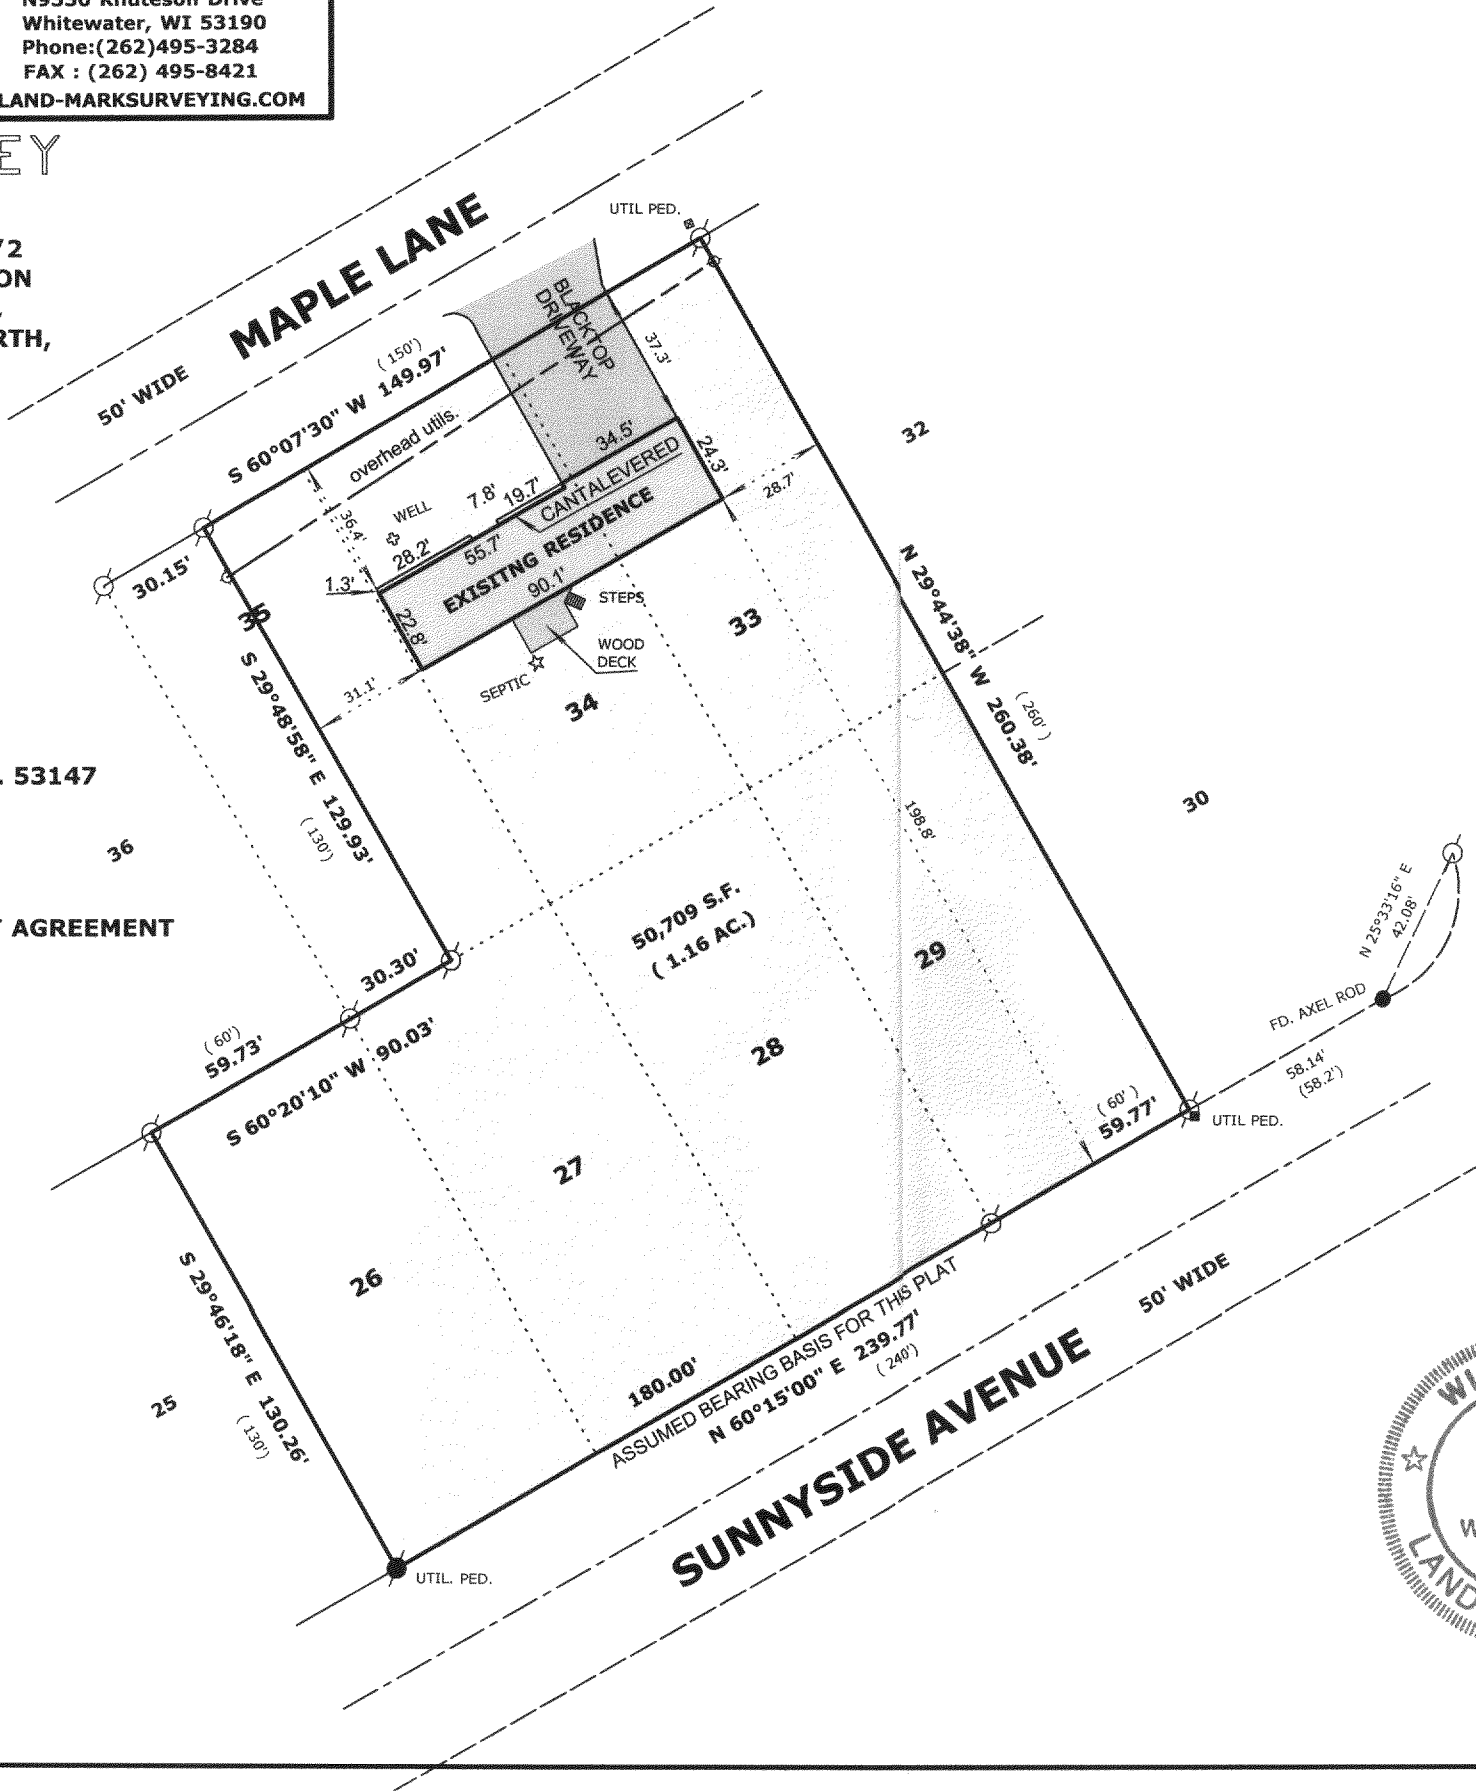 Whitewater, WI 53190
Phone:(262)495-3284
FAX : (262) 495-8421
LAND-MARKSURVEYING.COM
EY
/2
ON
RTH,
MAPLE LANE
50' WIDE
UTIL PED.
BLACKTOP
DRIVEWAY
37.3'
( 150')
S 60°07'30" W 149.97'
overhead utils.
WELL
36.4'
7.8'
19.7'
34.5'
24.3'
CANTALEVERED
28.2'
55.7'
EXISITNG RESIDENCE
90.1'
1.3'
22.8'
28.7'
32
30.15'
35
STEPS
WOOD
DECK
SEPTIC
31.1'
33
34
N 29°44'38" W 260.38'
( 260')
S 29°48'58" E 129.93'
( 130')
. 53147
36
T AGREEMENT
30
198.8'
50,709 S.F.
( 1.16 AC.)
29
28
30.30'
( 60')
59.73'
S 60°20'10" W 90.03'
N 25°33'16" E
42.08'
FD. AXEL ROD
58.14'
(58.2')
( 60')
59.77'
UTIL PED.
27
26
S 29°46'18" E 130.26'
( 130')
25
180.00'
ASSUMED BEARING BASIS FOR THIS PLAT
N 60°15'00" E 239.77'
( 240')
50' WIDE
SUNNYSIDE AVENUE
UTIL. PED.
WI
W
LAND